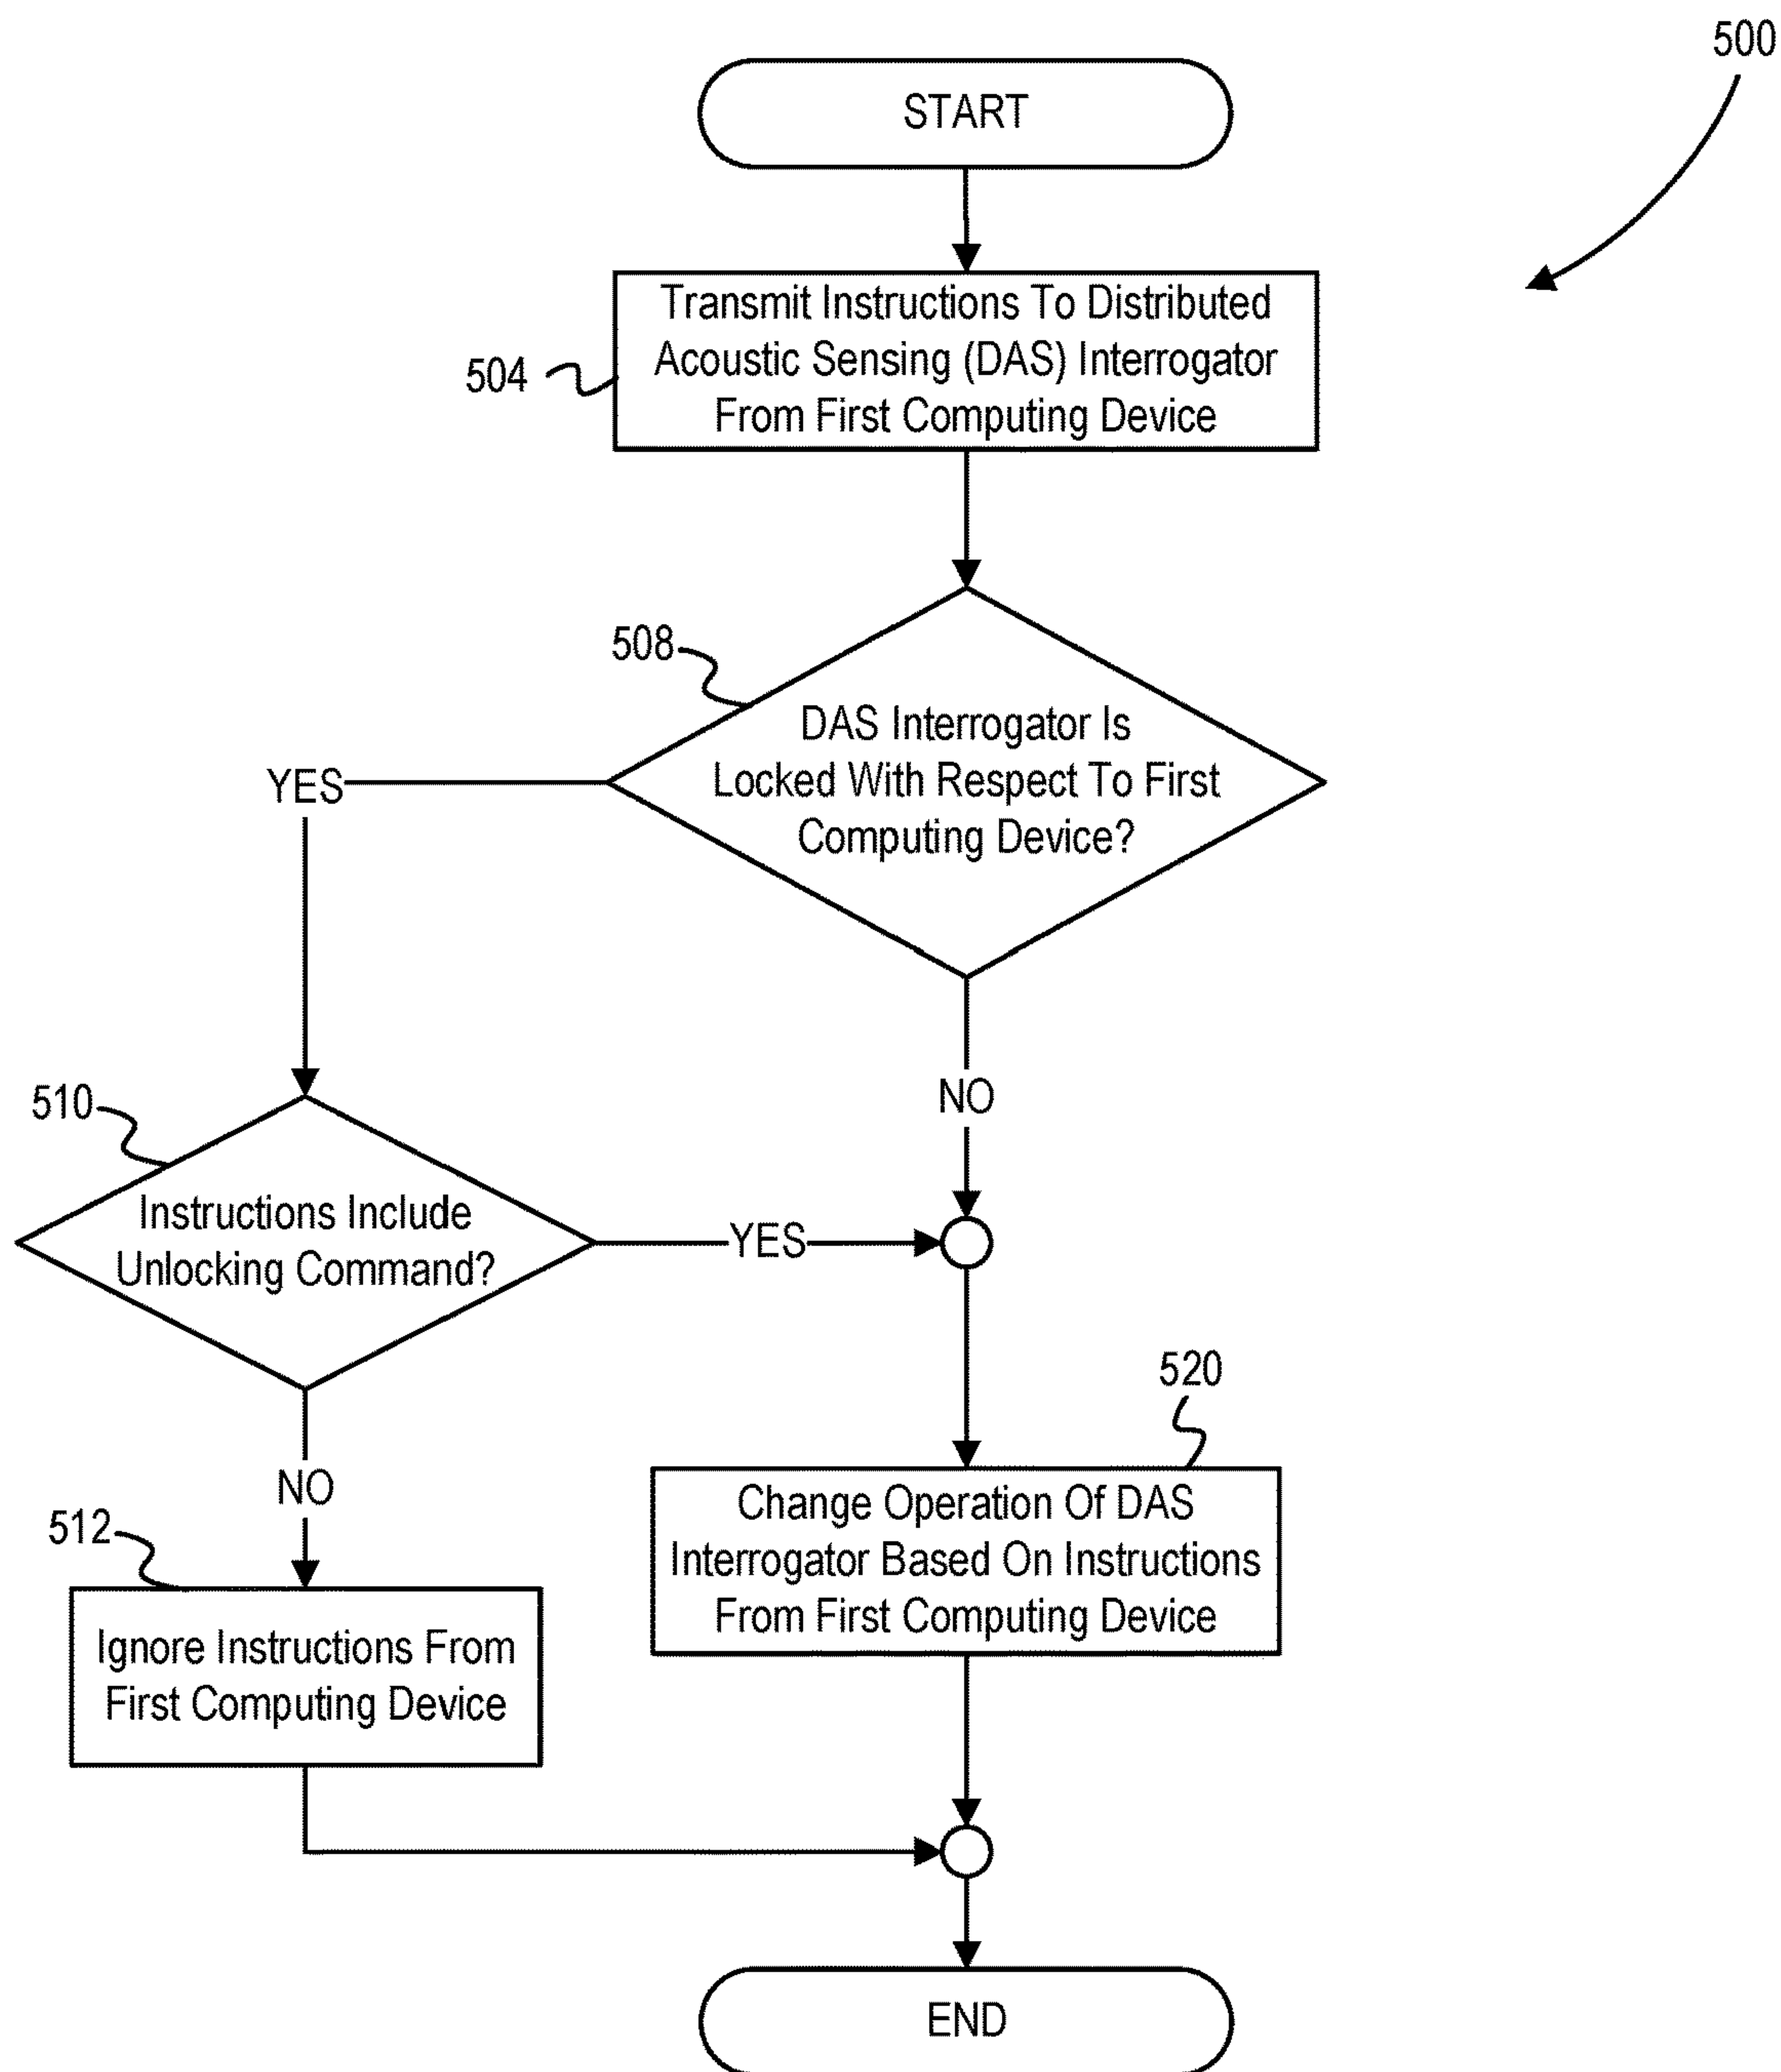 500
START
Transmit Instructions To Distributed
Acoustic Sensing (DAS) Interrogator
From First Computing Device
504
508
DAS Interrogator Is
Locked With Respect To First
Computing Device?
YES
NO
510
Instructions Include
Unlocking Command?
YES
NO
520
Change Operation Of DAS
Interrogator Based On Instructions
From First Computing Device
512
Ignore Instructions From
First Computing Device
END